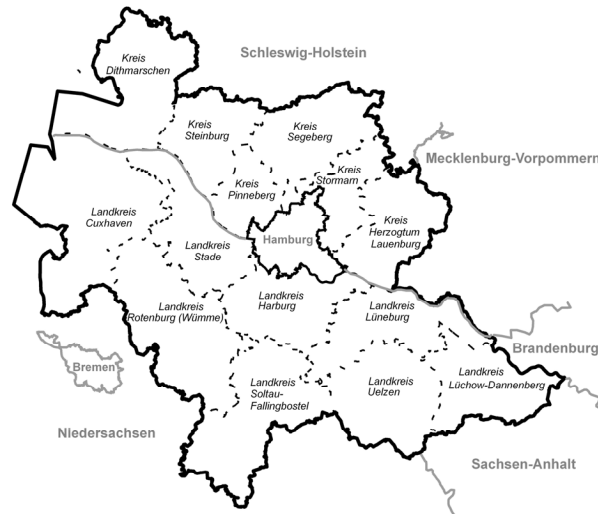 Schleswig-Holstein
Kreis
Dithmarschen
Kreis
Steinburg
Kreis
Segeberg
Mecklenburg-Vorpommern
Kreis
Stormarn
Kreis
Pinneberg
Landkreis
Cuxhaven
Kreis
Herzogtum
Lauenburg
Hamburg
Landkreis
Stade
Landkreis
Rotenburg (Wümme)
Landkreis
Harburg
Landkreis
Lüneburg
Brandenburg
Bremen
Landkreis
Soltau-
Fallingbostel
Landkreis
Uelzen
Landkreis
Lüchow-Dannenberg
Niedersachsen
Sachsen-Anhalt